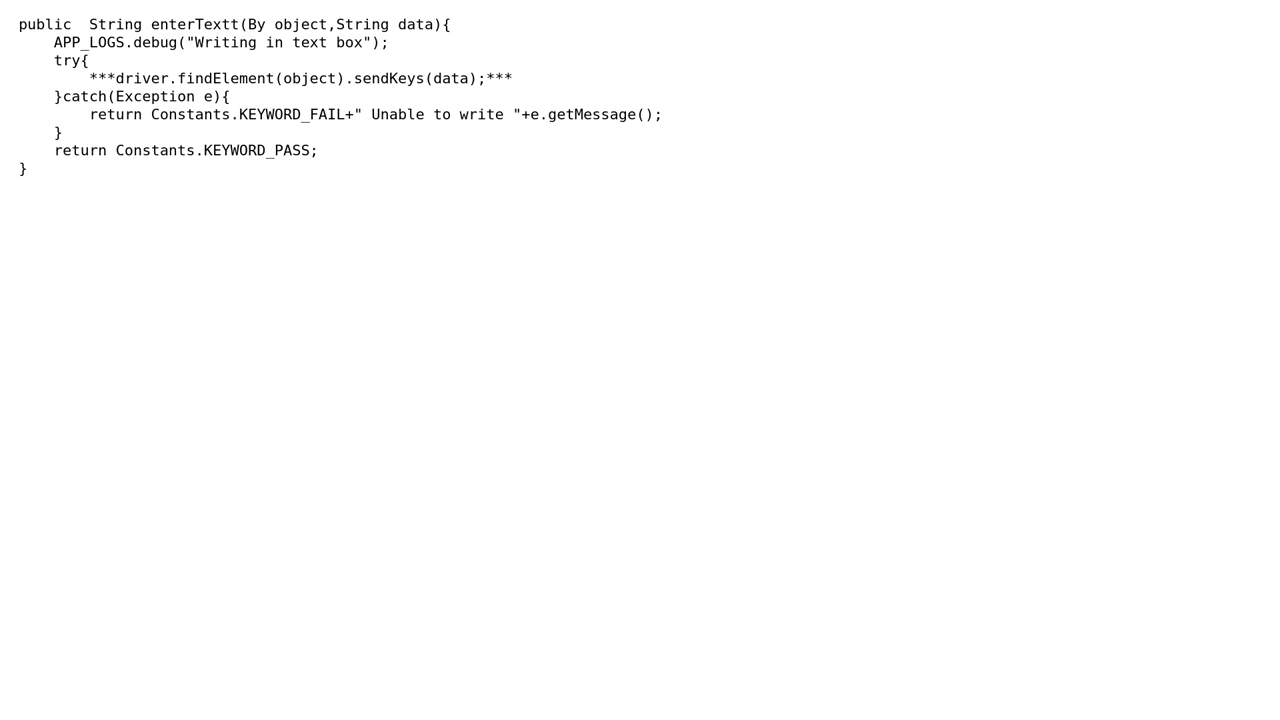 public  String enterTextt(By object,String data){
    APP_LOGS.debug("Writing in text box");
    try{
        ***driver.findElement(object).sendKeys(data);***
    }catch(Exception e){
        return Constants.KEYWORD_FAIL+" Unable to write "+e.getMessage();
    }
    return Constants.KEYWORD_PASS;
}